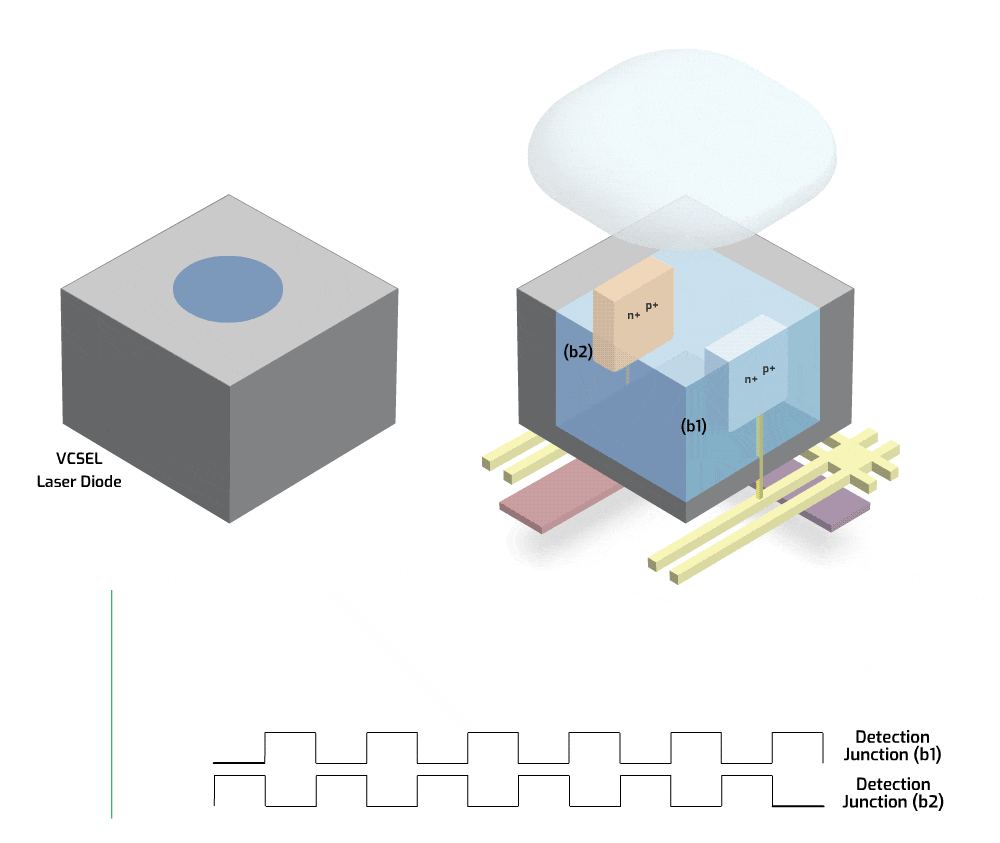 n+ p+
(b2)
n+ p+
(b1)
VCSEL
Laser Diode
Detection
Junction (b1)
Detection
Junction (b2)